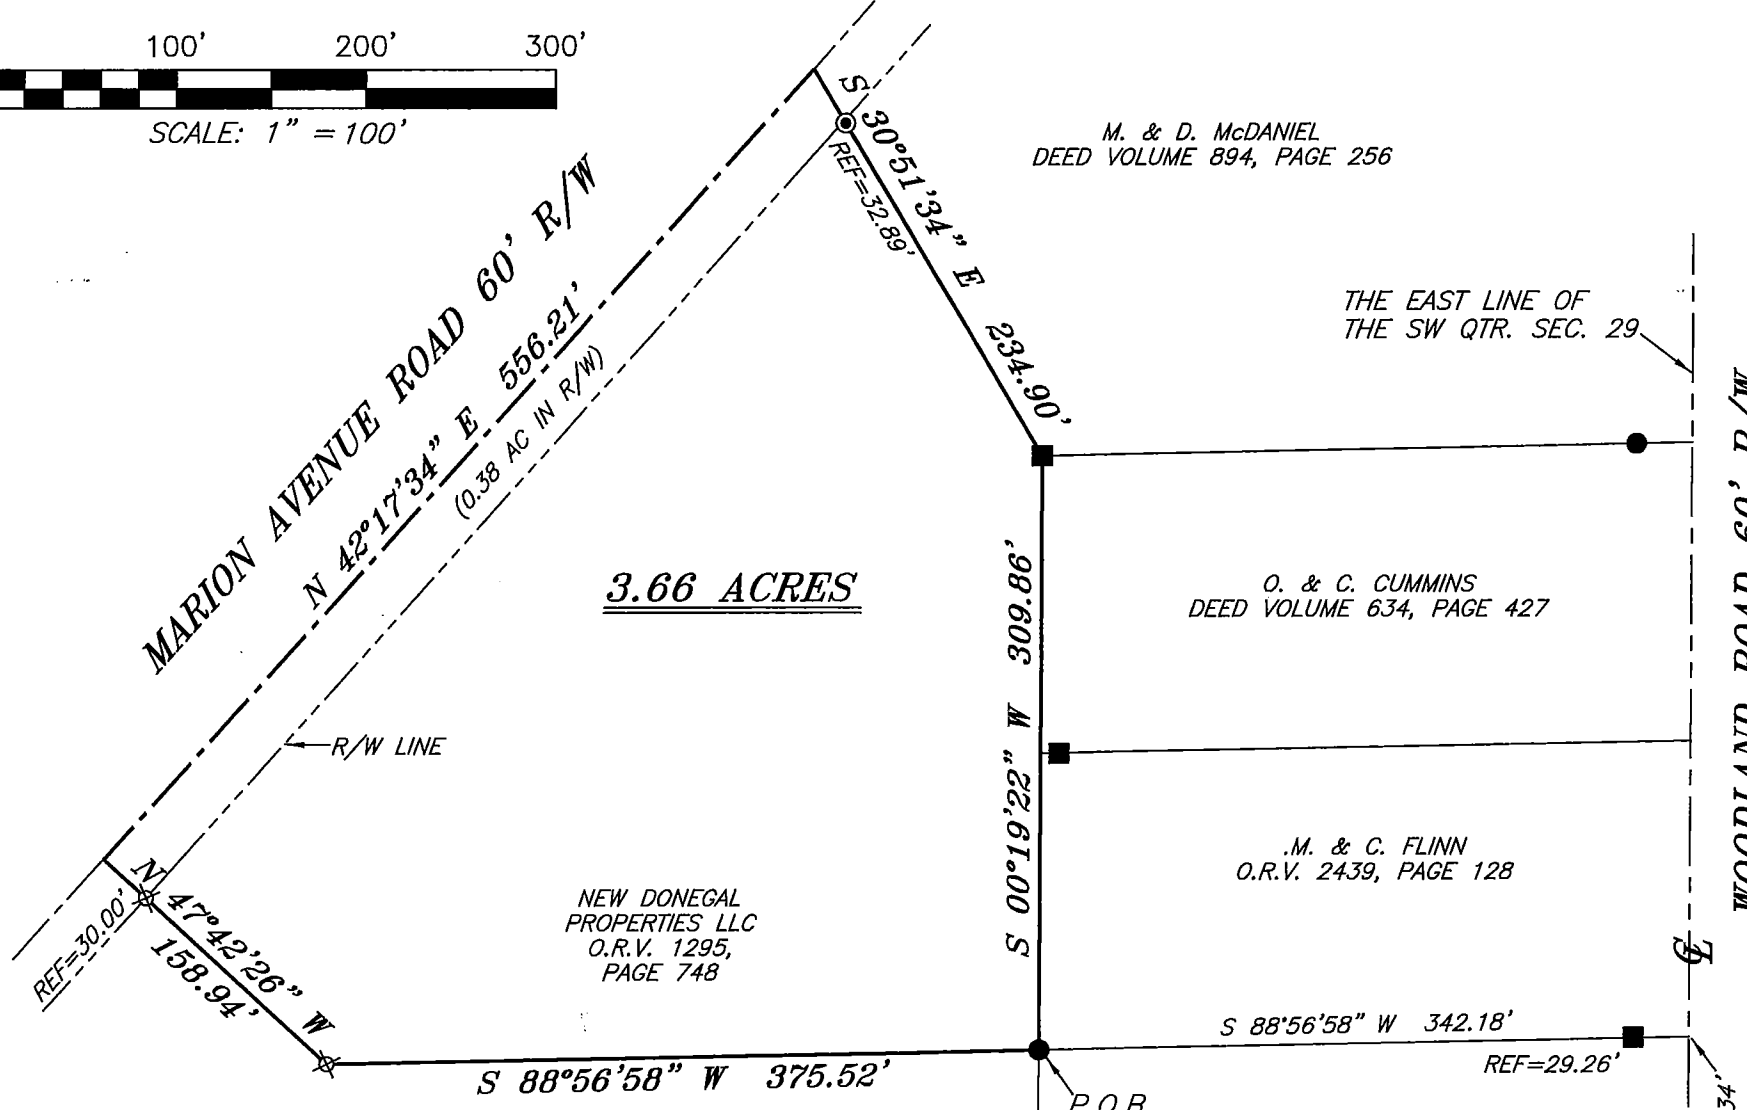 100' 200' 300'
SCALE: 1" = 100'
MARION AVENUE ROAD 60' R/W
N 42°17'34" E 556.21'
(0.38 AC IN R/W)
S 30°51'34" E 234.90'
REF=32.89'
M. & D. McDANIEL
DEED VOLUME 894, PAGE 256
THE EAST LINE OF
THE SW QTR. SEC. 29
3.66 ACRES
S 00°19'22" W 309.86'
O. & C. CUMMINS
DEED VOLUME 634, PAGE 427
WOODLAND ROAD 60' R/W
R/W LINE
M. & C. FLINN
O.R.V. 2439, PAGE 128
NEW DONEGAL
PROPERTIES LLC
O.R.V. 1295,
PAGE 748
N 47°42'26" W
158.94'
REF=30.00'
S 88°56'58" W 375.52'
S 88°56'58" W 342.18'
REF=29.26'
℄
34'